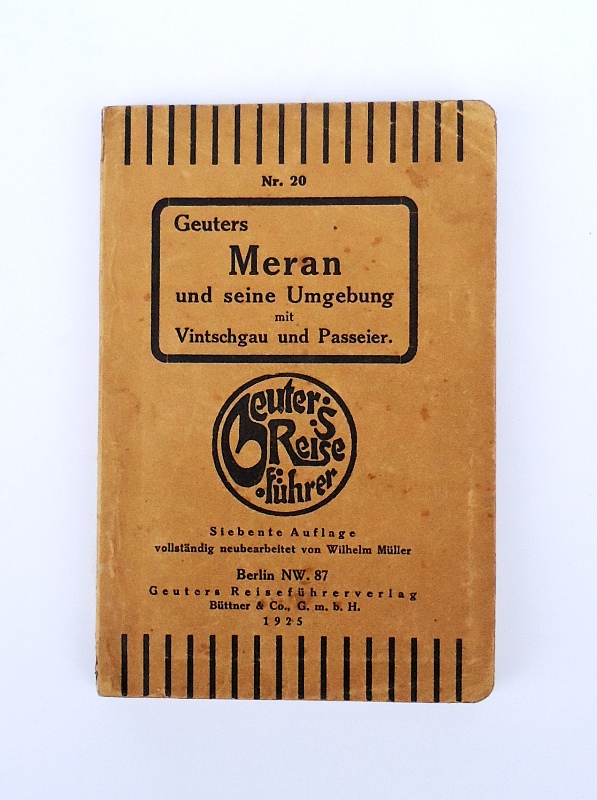 Nr. 20
Geuters
Meran
und seine Umgebung
mit
Vintschgau und Passeier.
Geuter's
Reise
führer
Siebente Auflage
vollständig neubearbeitet von Wilhelm Müller
Berlin NW. 87
Geuters Reiseführerverlag
Büttner & Co., G. m. b. H.
1925